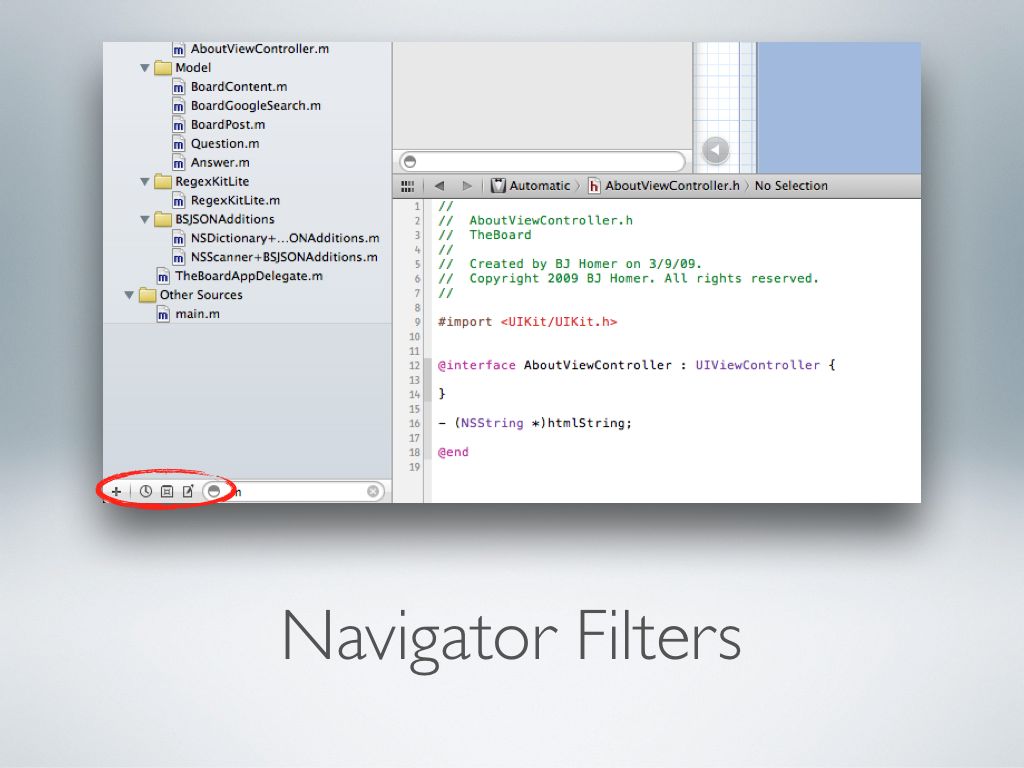 AboutViewController.m
Model
BoardContent.m
BoardGoogleSearch.m
BoardPost.m
Question.m
Answer.m
RegexKitLite
RegexKitLite.m
BSJSONAdditions
NSDictionary+...ONAdditions.m
NSScanner+BSJSONAdditions.m
TheBoardAppDelegate.m
Other Sources
main.m
Automatic 〉 h AboutViewController.h 〉 No Selection
1 //
2 // AboutViewController.h
3 // TheBoard
4 //
5 // Created by BJ Homer on 3/9/09.
6 // Copyright 2009 BJ Homer. All rights reserved.
7 //
8
9 #import <UIKit/UIKit.h>
10
11
12 @interface AboutViewController : UIViewController {
13
14 }
15
16 - (NSString *)htmlString;
17
18 @end
19
Navigator Filters